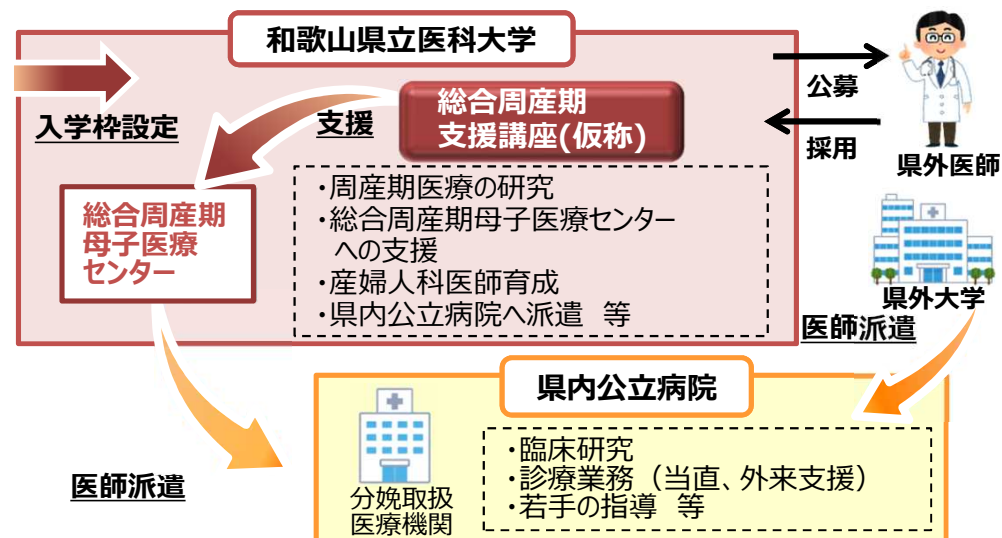 和歌山県立医科大学
入学枠設定
支援
総合周産期
支援講座(仮称)
公募
採用
県外医師
総合周産期
母子医療
センター
・周産期医療の研究
・総合周産期母子医療センター
への支援
・産婦人科医師育成
・県内公立病院へ派遣 等
県外大学
医師派遣
県内公立病院
医師派遣
分娩取扱
医療機関
・臨床研究
・診療業務（当直、外来支援）
・若手の指導 等